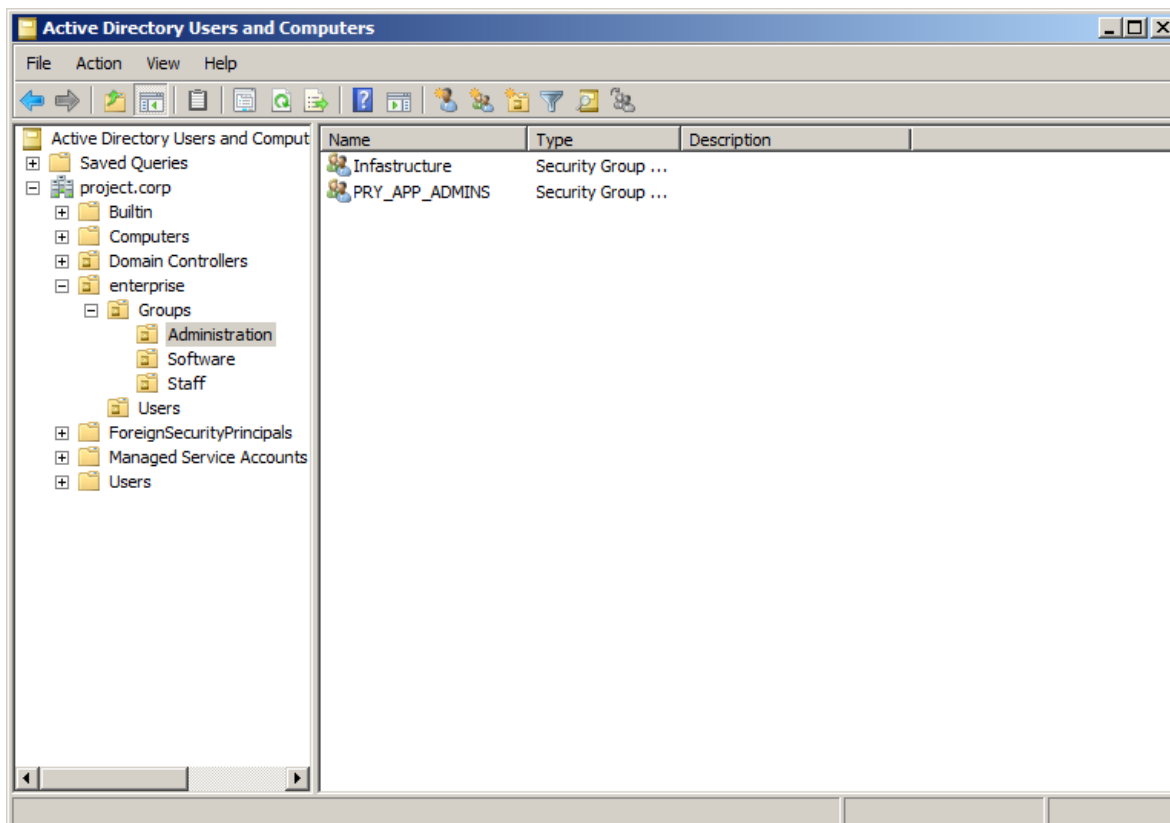 Active Directory Users and Computers
File Action View Help
Active Directory Users and Comput
Saved Queries
project.corp
Builtin
Computers
Domain Controllers
enterprise
Groups
Administration
Software
Staff
Users
ForeignSecurityPrincipals
Managed Service Accounts
Users
Name Type Description
Infastructure Security Group ...
PRY_APP_ADMINS Security Group ...